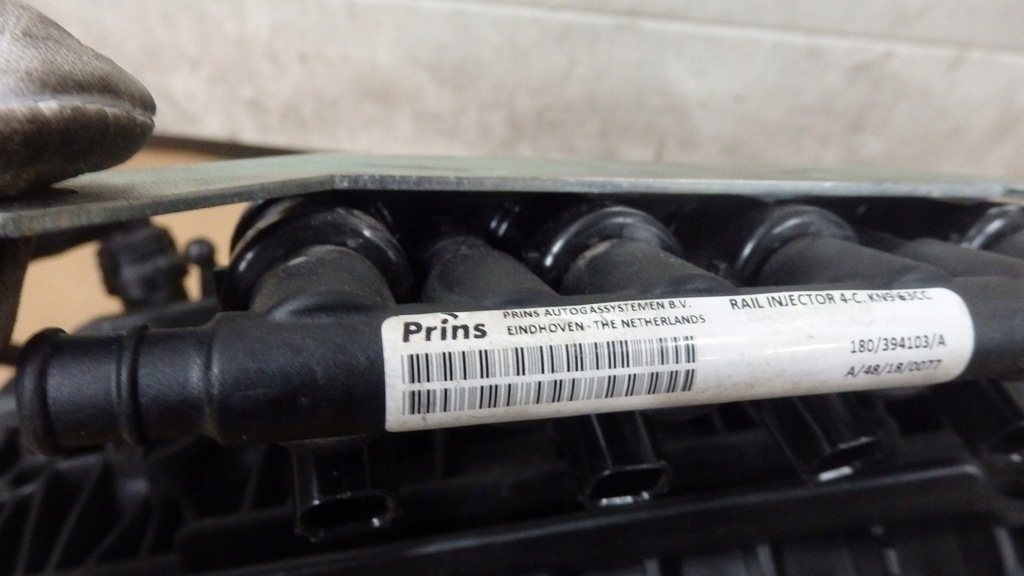 Prins
PRINS AUTOGASSYSTEMEN B.V.
EINDHOVEN - THE NETHERLANDS
RAIL INJECTOR 4-C.
180/394103/A
A/48/18/0077